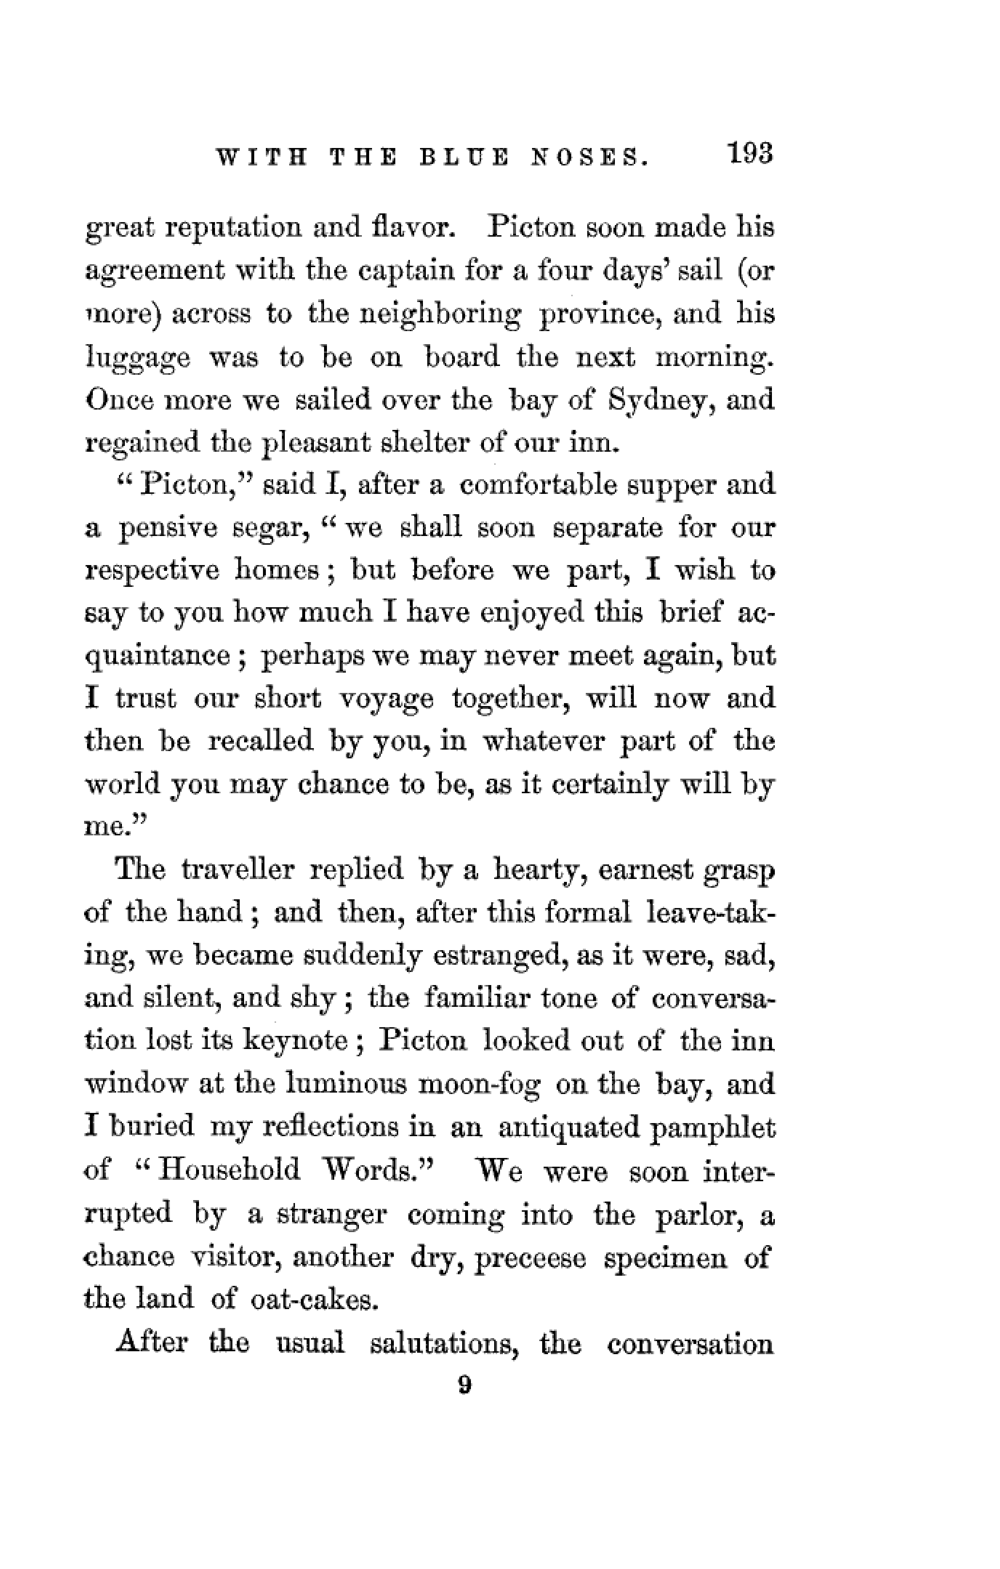 WITH THE BLUE NOSES. 193
great reputation and flavor. Picton soon made his
agreement with the captain for a four days' sail (or
more) across to the neighboring province, and his
luggage was to be on board the next morning.
Once more we sailed over the bay of Sydney, and
regained the pleasant shelter of our inn.
“Picton,” said I, after a comfortable supper and
a pensive segar, “we shall soon separate for our
respective homes; but before we part, I wish to
say to you how much I have enjoyed this brief ac-
quaintance; perhaps we may never meet again, but
I trust our short voyage together, will now and
then be recalled by you, in whatever part of the
world you may chance to be, as it certainly will by
me.”
The traveller replied by a hearty, earnest grasp
of the hand; and then, after this formal leave-tak-
ing, we became suddenly estranged, as it were, sad,
and silent, and shy; the familiar tone of conversa-
tion lost its keynote; Picton looked out of the inn
window at the luminous moon-fog on the bay, and
I buried my reflections in an antiquated pamphlet
of “Household Words.” We were soon inter-
rupted by a stranger coming into the parlor, a
chance visitor, another dry, preceese specimen of
the land of oat-cakes.
After the usual salutations, the conversation
9